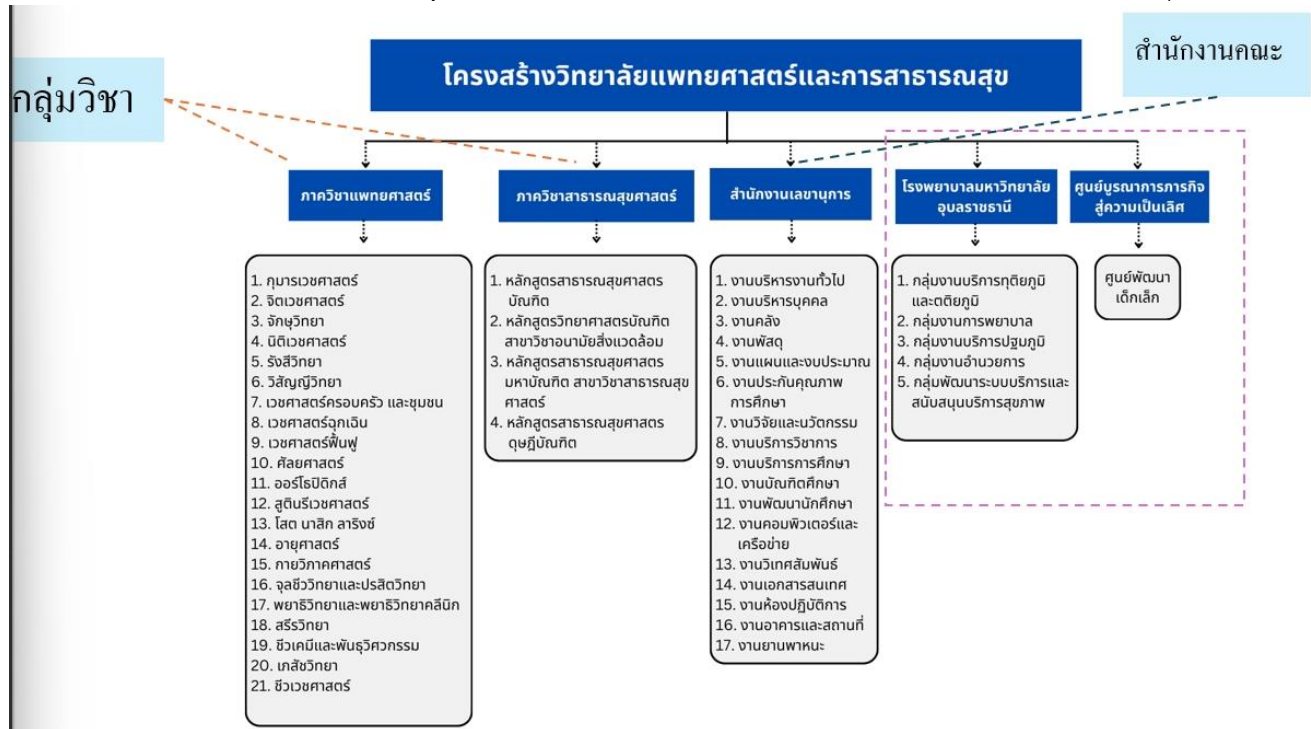 สำนักงานคณะ
กลุ่มวิชา
โครงสร้างวิทยาลัยแพทยศาสตร์และการสาธารณสุข
ภาควิชาแพทยศาสตร์
1. กุมารเวชศาสตร์
2. จิตเวชศาสตร์
3. จักษุวิทยา
4. นิติเวชศาสตร์
5. รังสีวิทยา
6. วิสัญญีวิทยา
7. เวชศาสตร์ครอบครัว และชุมชน
8. เวชศาสตร์ฉุกเฉิน
9. เวชศาสตร์ฟื้นฟู
10. ศัลยศาสตร์
11. ออร์โธปิดิกส์
12. สูตินรีเวชศาสตร์
13. โสต นาสิก ลาริงซ์
14. อายุศาสตร์
15. กายวิภาคศาสตร์
16. จุลชีววิทยาและปรสิตวิทยา
17. พยาธิวิทยาและพยาธิวิทยาคลีนิก
18. สรีรวิทยา
19. ชีวเคมีและพันธุวิศวกรรม
20. เภสัชวิทยา
21. ชีวเวชศาสตร์
ภาควิชาสาธารณสุขศาสตร์
1. หลักสูตรสาธารณสุขศาสตร
บัณฑิต
2. หลักสูตรวิทยาศาสตรบัณฑิต
สาขาวิชาอนามัยสิ่งแวดล้อม
3. หลักสูตรสาธารณสุขศาสตร
มหาบัณฑิต สาขาวิชาสาธารณสุข
ศาสตร์
4. หลักสูตรสาธารณสุขศาสตร
ดุษฎีบัณฑิต
สำนักงานเลขานุการ
1. งานบริหารงานทั่วไป
2. งานบริหารบุคคล
3. งานคลัง
4. งานพัสดุ
5. งานแผนและงบประมาณ
6. งานประกันคุณภาพ
การศึกษา
7. งานวิจัยและนวัตกรรม
8. งานบริการวิชาการ
9. งานบริการการศึกษา
10. งานบัณฑิตศึกษา
11. งานพัฒนานักศึกษา
12. งานคอมพิวเตอร์และ
เครือข่าย
13. งานวิเทศสัมพันธ์
14. งานเอกสารสนเทศ
15. งานห้องปฏิบัติการ
16. งานอาคารและสถานที่
17. งานยานพาหนะ
โรงพยาบาลมหาวิทยาลัย
อุบลราชธานี
1. กลุ่มงานบริการทุติยภูมิ
และตติยภูมิ
2. กลุ่มงานการพยาบาล
3. กลุ่มงานบริการปฐมภูมิ
4. กลุ่มงานอำนวยการ
5. กลุ่มพัฒนาระบบบริการและ
สนับสนุนบริการสุขภาพ
ศูนย์บูรณาการภารกิจ
สู่ความเป็นเลิศ
ศูนย์พัฒนา
เด็กเล็ก